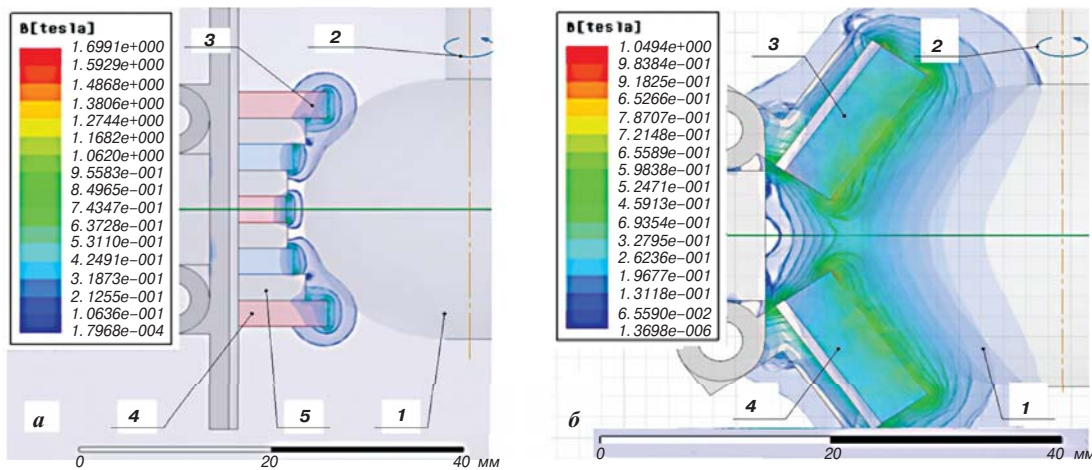 B[tesla]
1.6991e+000
1.5929e+000
1.4868e+000
1.3806e+000
1.2744e+000
1.1682e+000
1.0620e+000
9.5583e−001
8.4965e−001
7.4347e−001
6.3728e−001
5.3110e−001
4.2491e−001
3.1873e−001
2.1255e−001
1.0636e−001
1.7968e−004
3
2
4
5
1
а
0
20
40 мм
B[tesla]
1.0494e+000
9.8384e−001
9.1825e−001
6.5266e−001
7.8707e−001
7.2148e−001
6.5589e−001
5.9838e−001
5.2471e−001
4.5913e−001
6.9354e−001
3.2795e−001
2.6236e−001
1.9677e−001
1.3118e−001
6.5590e−002
1.3698e−006
3
2
4
1
б
0
20
40 мм